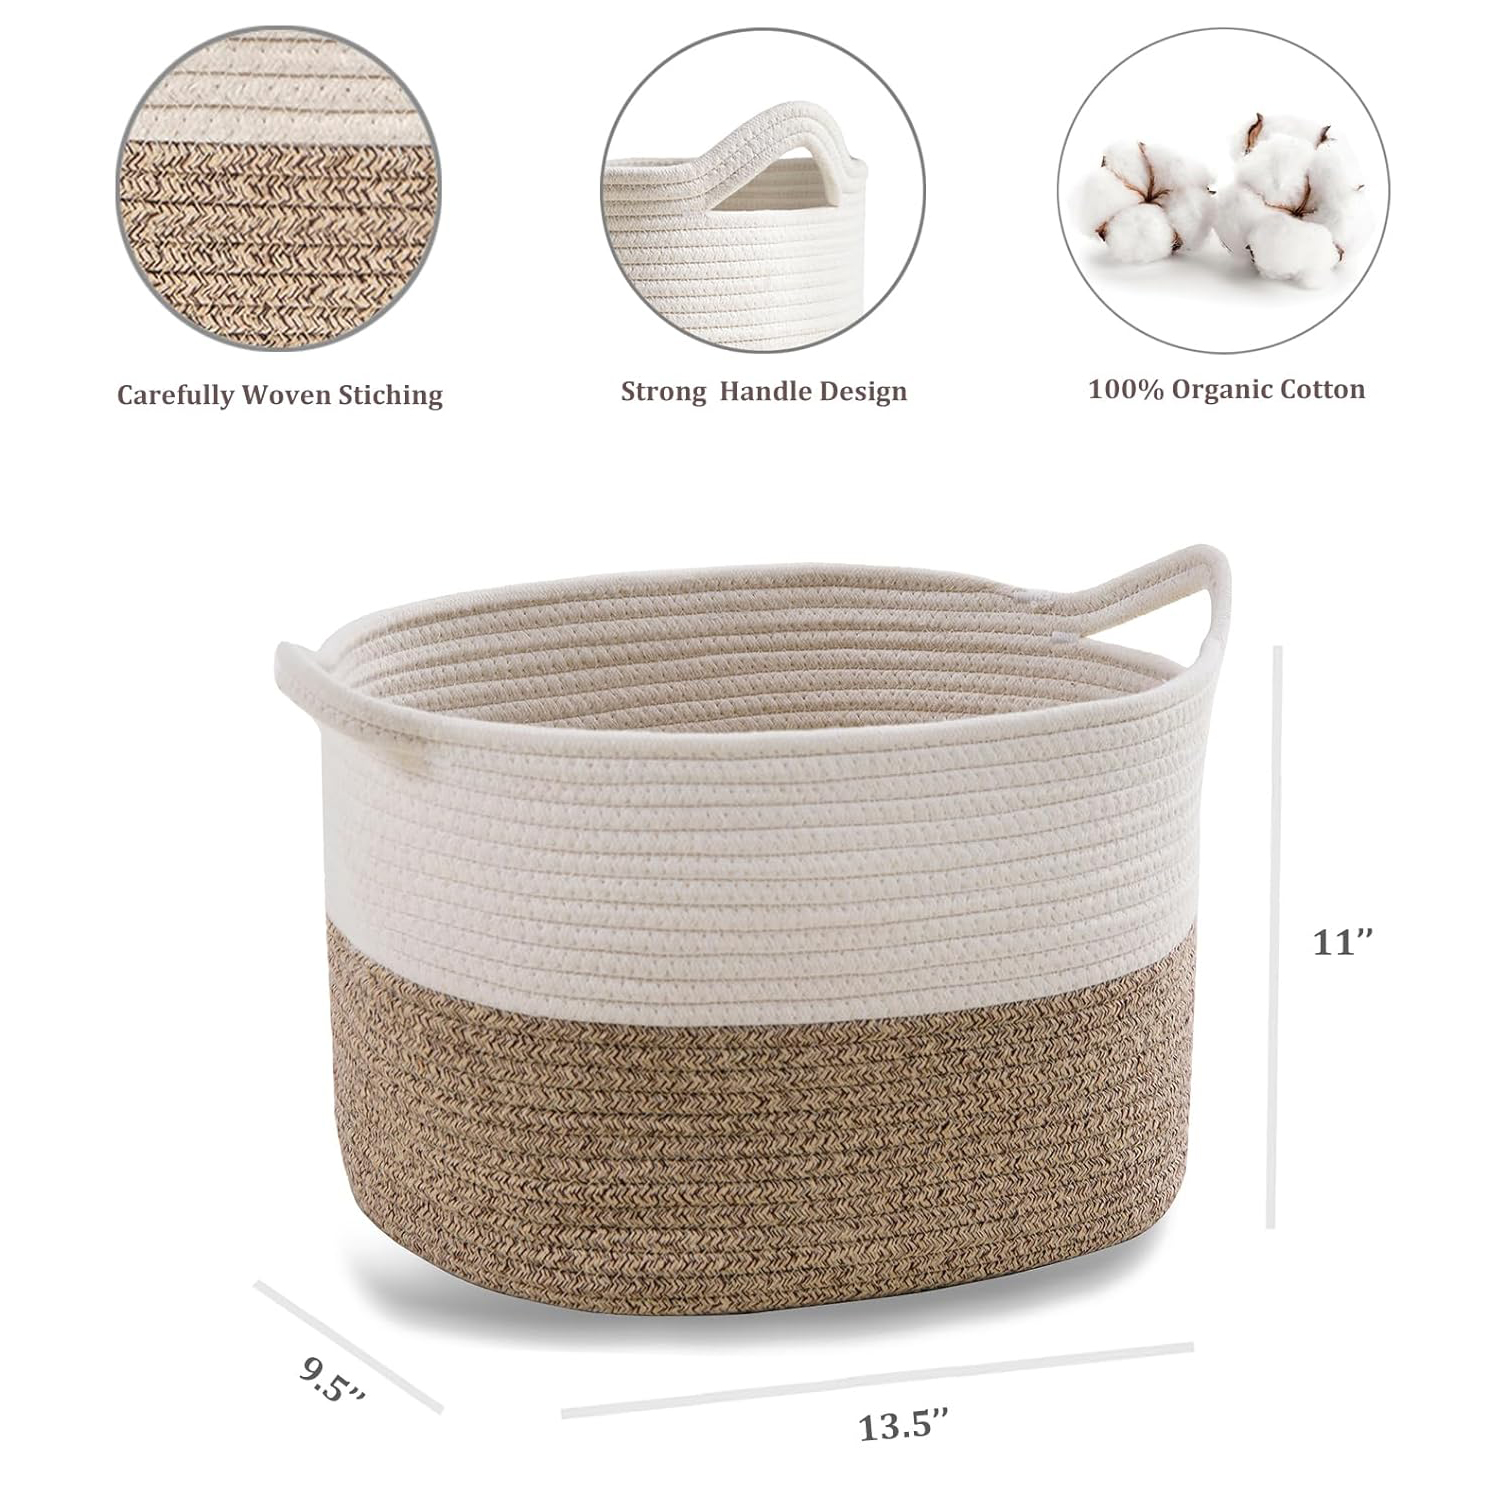 Carefully Woven Stiching
Strong Handle Design
100% Organic Cotton
11’’
9.5’’
13.5’’